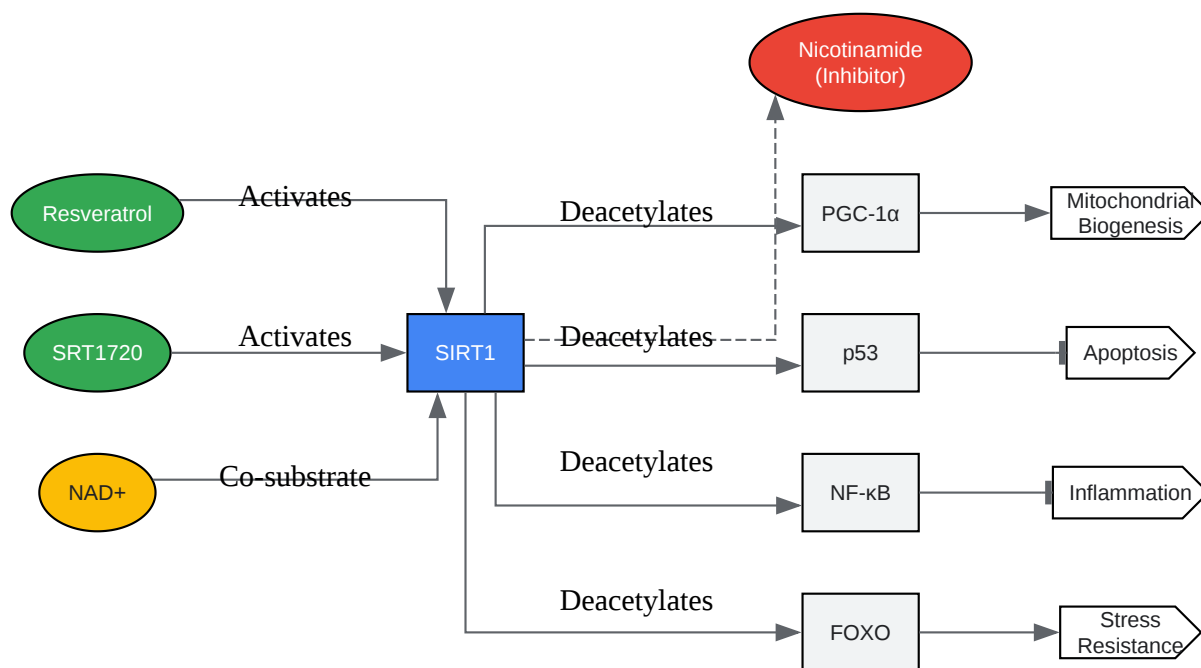 Nicotinamide
(Inhibitor)
Resveratrol
Activates
Deacetylates
PGC-1α
Mitochondrial
Biogenesis
SRT1720
Activates
SIRT1
Deacetylates
p53
Apoptosis
NAD+
Co-substrate
Deacetylates
NF-κB
Inflammation
Deacetylates
FOXO
Stress
Resistance